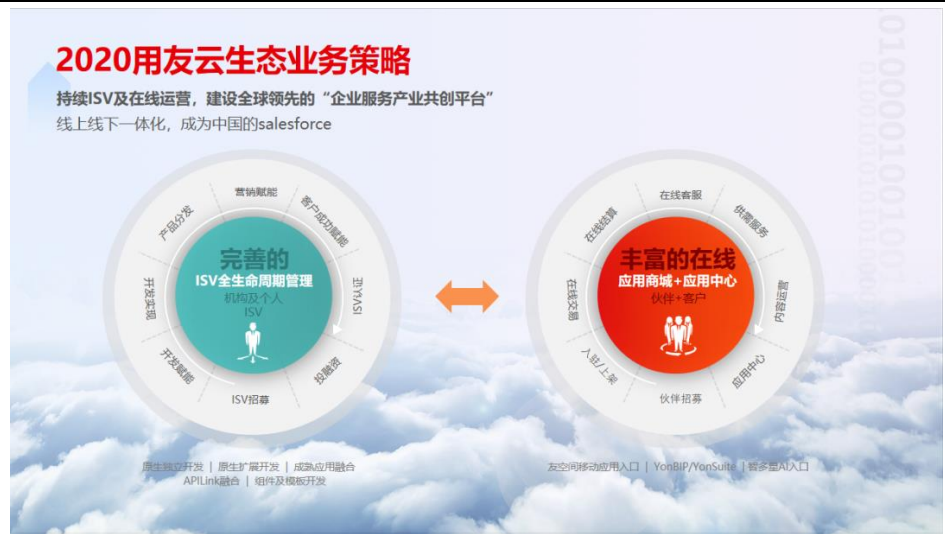 2020用友云生态业务策略
持续ISV及在线运营，建设全球领先的“企业服务产业共创平台”
线上线下一体化，成为中国的salesforce
营销赋能
客户成功赋能
ISV认证
投融资
ISV招募
开发赋能
开发实现
产品分发
完善的
ISV全生命周期管理
机构及个人
ISV
原生独立开发 | 原生扩展开发 | 成熟应用融合
APILink融合 | 组件及模板开发
在线客服
供需服务
内容运营
应用中心
伙伴招募
入驻/上架
在线交易
在线结算
丰富的在线
应用商城+应用中心
伙伴+客户
友空间移动应用入口 | YonBIP/YonSuite | 智多星AI入口